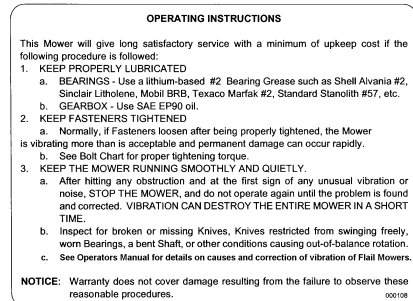 OPERATING INSTRUCTIONS
This Mower will give long satisfactory service with a minimum of upkeep cost if the
following procedure is followed:
1. KEEP PROPERLY LUBRICATED
a. BEARINGS - Use a lithium-based #2 Bearing Grease such as Shell Alvania #2,
Sinclair Litholene, Mobil BRB, Texaco Marfak #2, Standard Stanolith #57, etc.
b. GEARBOX - Use SAE EP90 oil.
2. KEEP FASTENERS TIGHTENED
a. Normally, if Fasteners loosen after being properly tightened, the Mower
is vibrating more than is acceptable and permanent damage can occur rapidly.
b. See Bolt Chart for proper tightening torque.
3. KEEP THE MOWER RUNNING SMOOTHLY AND QUIETLY.
a. After hitting any obstruction and at the first sign of any unusual vibration or
noise, STOP THE MOWER, and do not operate again until the problem is found
and corrected. VIBRATION CAN DESTROY THE ENTIRE MOWER IN A SHORT
TIME.
b. Inspect for broken or missing Knives, Knives restricted from swinging freely,
worn Bearings, a bent Shaft, or other conditions causing out-of-balance rotation.
c. See Operators Manual for details on causes and correction of vibration of Flail Mowers.
NOTICE: Warranty does not cover damage resulting from the failure to observe these
reasonable procedures.
000108